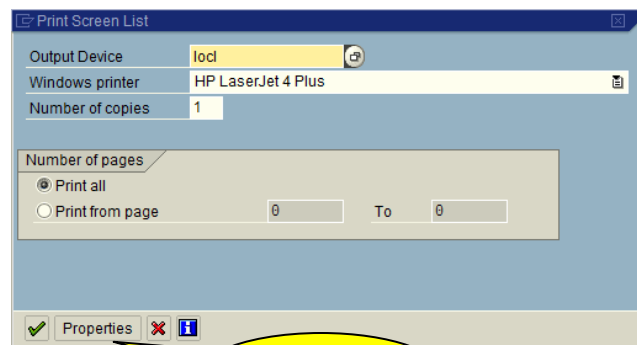 Print Screen List
Output Device locl
Windows printer HP LaserJet 4 Plus
Number of copies 1
Number of pages
Print all
Print from page 0 To 0
Properties